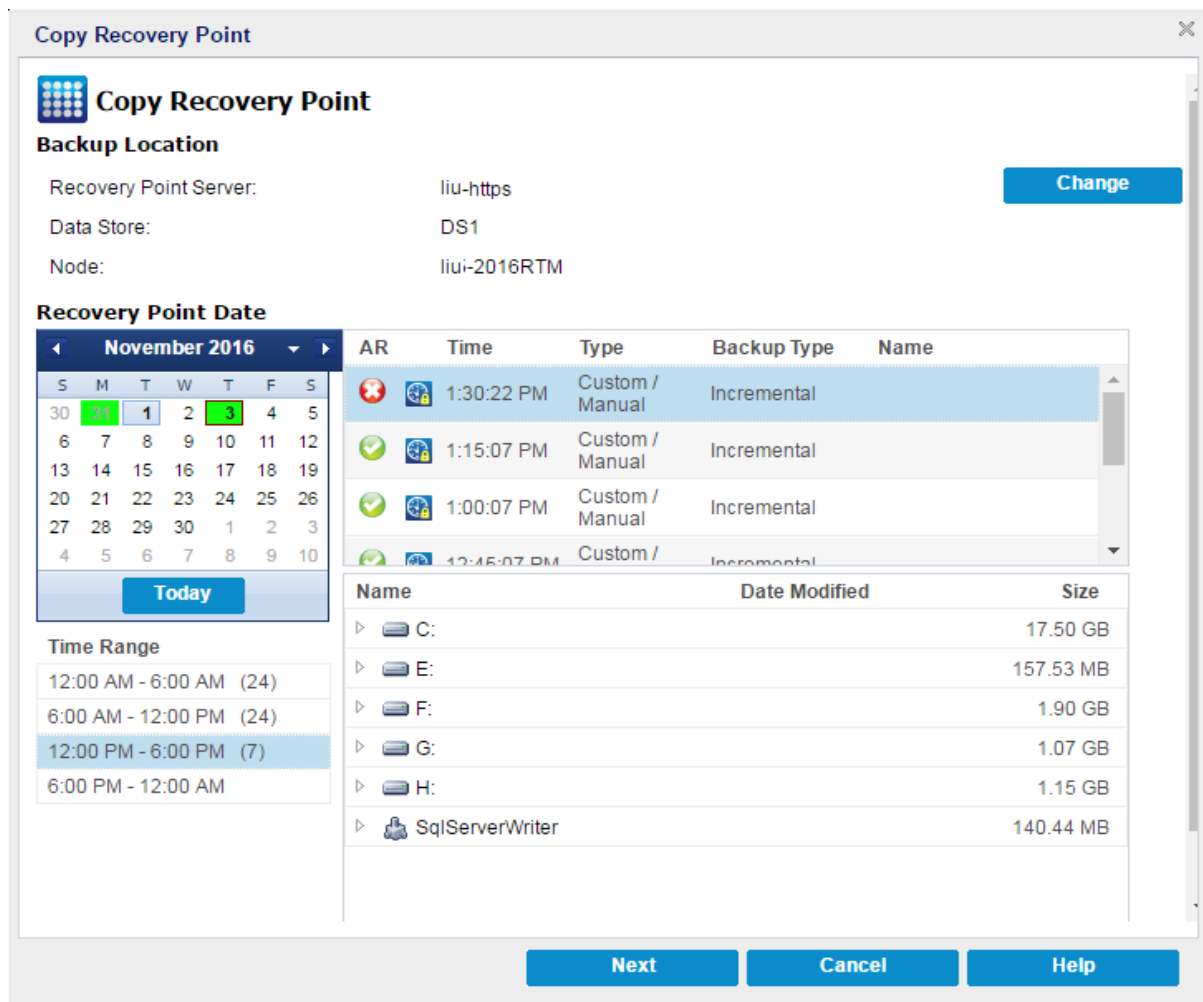 Copy Recovery Point
Copy Recovery Point
Backup Location
Recovery Point Server: liu-https
Change
Data Store: DS1
Node: liui-2016RTM
Recovery Point Date
November 2016
S M T W T F S
30 31 1 2 3 4 5
6 7 8 9 10 11 12
13 14 15 16 17 18 19
20 21 22 23 24 25 26
27 28 29 30 1 2 3
4 5 6 7 8 9 10
Today
Time Range
12:00 AM - 6:00 AM (24)
6:00 AM - 12:00 PM (24)
12:00 PM - 6:00 PM (7)
6:00 PM - 12:00 AM
AR Time Type Backup Type Name
1:30:22 PM Custom / Manual Incremental
1:15:07 PM Custom / Manual Incremental
1:00:07 PM Custom / Manual Incremental
12:45:07 PM Custom / Incremental
Name Date Modified Size
C: 17.50 GB
E: 157.53 MB
F: 1.90 GB
G: 1.07 GB
H: 1.15 GB
SqlServerWriter 140.44 MB
Next
Cancel
Help